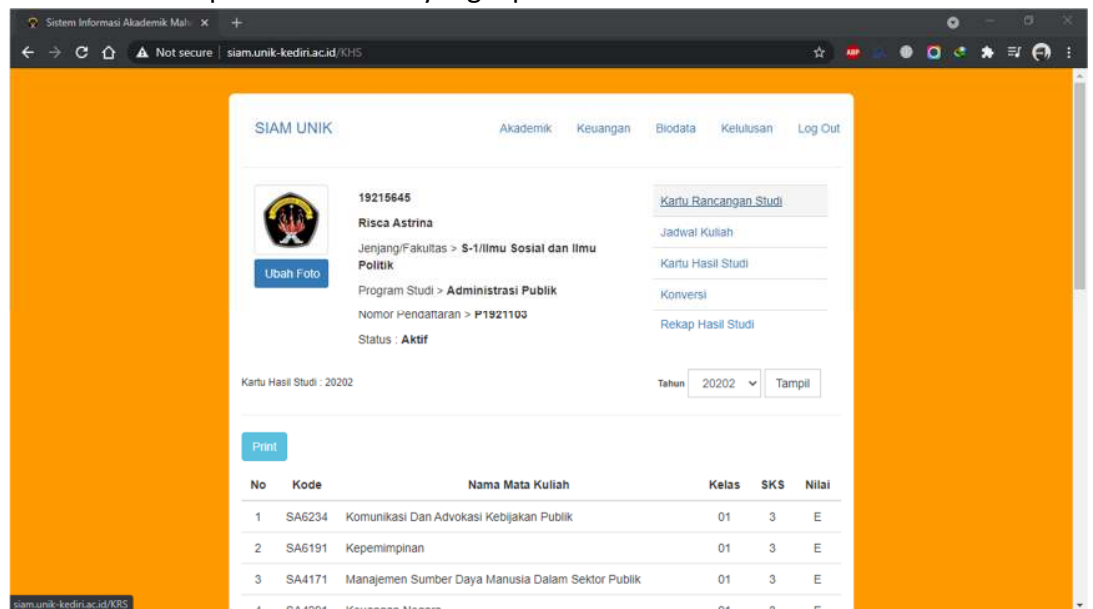 Sistem Informasi Akademik Mah
Not secure siam.unik-kediri.ac.id/KHS
ABP
SIAM UNIK Akademik Keuangan Biodata Kelulusan Log Out
19215645
Risca Astrina
Jenjang/Fakultas > S-1/Ilmu Sosial dan Ilmu
Politik
Program Studi > Administrasi Publik
Nomor Pendaftaran > P1921103
Status : Aktif
Ubah Foto
Kartu Rancangan Studi
Jadwal Kuliah
Kartu Hasil Studi
Konversi
Rekap Hasil Studi
Kartu Hasil Studi : 20202 Tahun 20202 Tampil
Print
No Kode Nama Mata Kuliah Kelas SKS Nilai
1 SA6234 Komunikasi Dan Advokasi Kebijakan Publik 01 3 E
2 SA6191 Kepemimpinan 01 3 E
3 SA4171 Manajemen Sumber Daya Manusia Dalam Sektor Publik 01 3 E
Keuangan Negara
siam.unik-kediri.ac.id/KRS